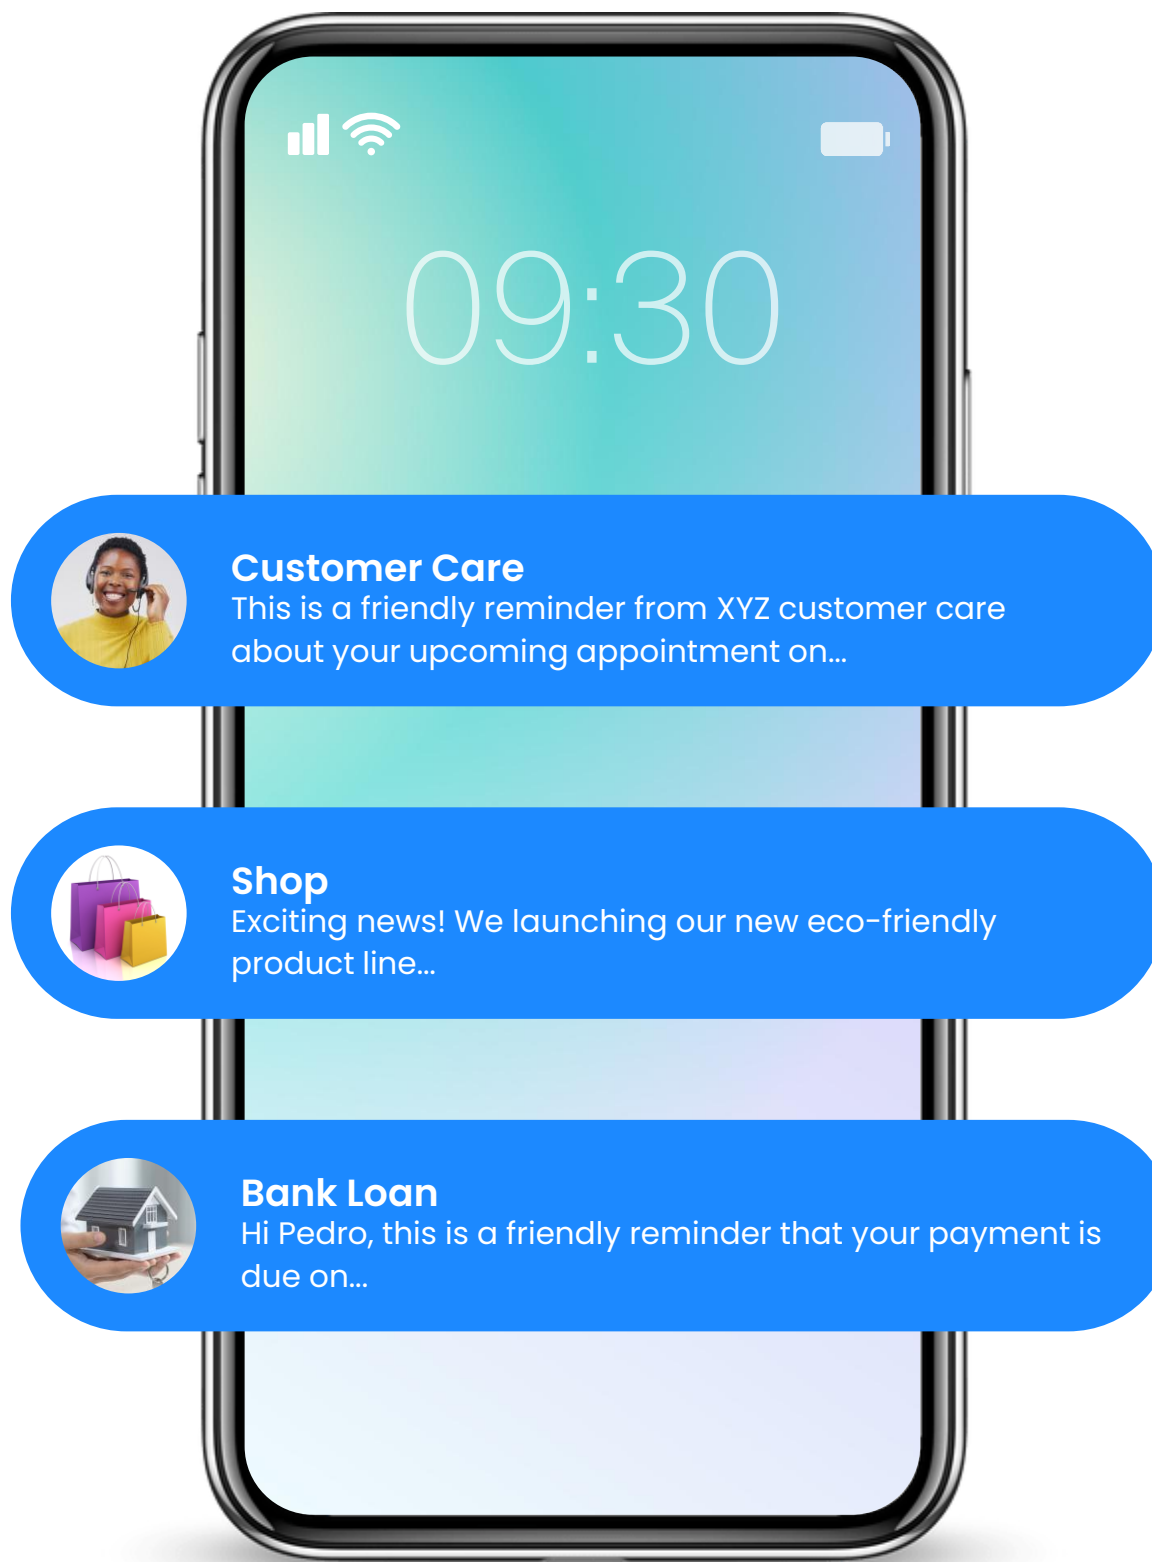 09:30
Customer Care
This is a friendly reminder from XYZ customer care
about your upcoming appointment on...
Shop
Exciting news! We launching our new eco-friendly
product line...
Bank Loan
Hi Pedro, this is a friendly reminder that your payment is
due on...